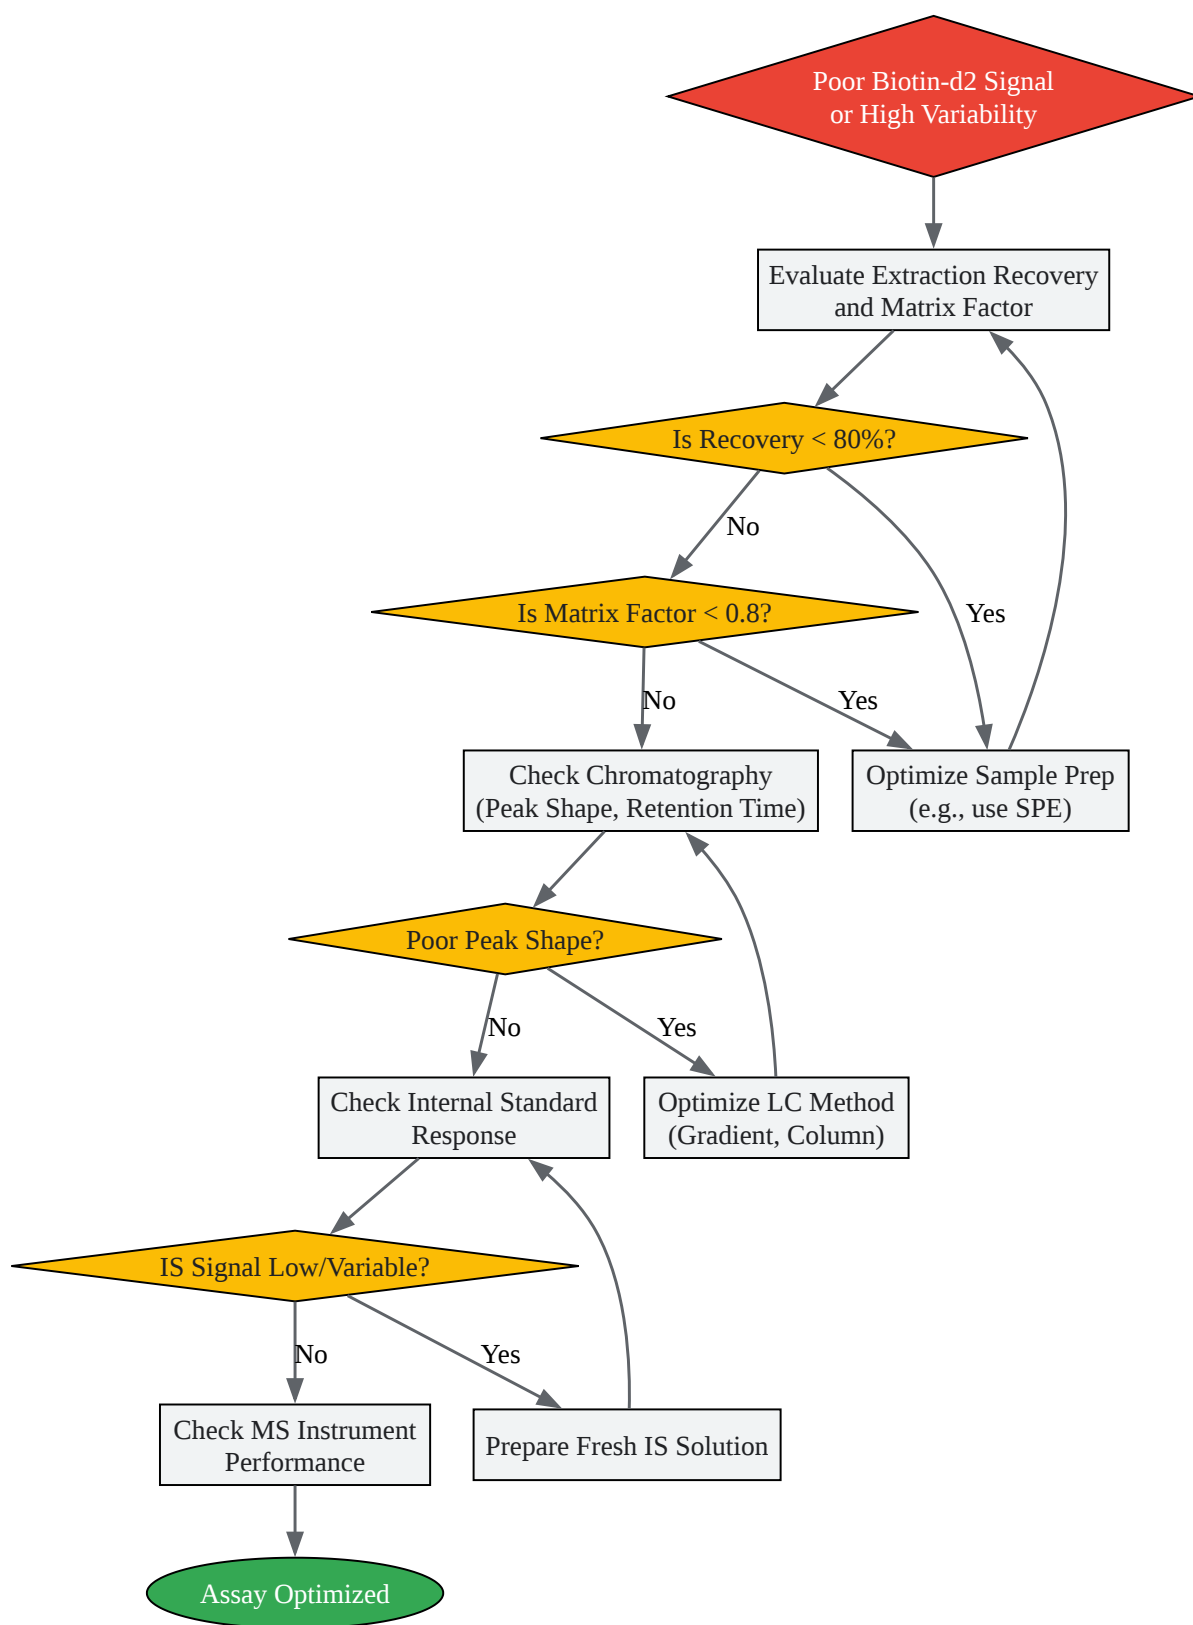 Poor Biotin-d2 Signal
or High Variability
Evaluate Extraction Recovery
and Matrix Factor
Is Recovery < 80%?
No
Yes
Is Matrix Factor < 0.8?
No
Yes
Check Chromatography
(Peak Shape, Retention Time)
Optimize Sample Prep
(e.g., use SPE)
Poor Peak Shape?
No
Yes
Check Internal Standard
Response
Optimize LC Method
(Gradient, Column)
IS Signal Low/Variable?
No
Yes
Check MS Instrument
Performance
Prepare Fresh IS Solution
Assay Optimized